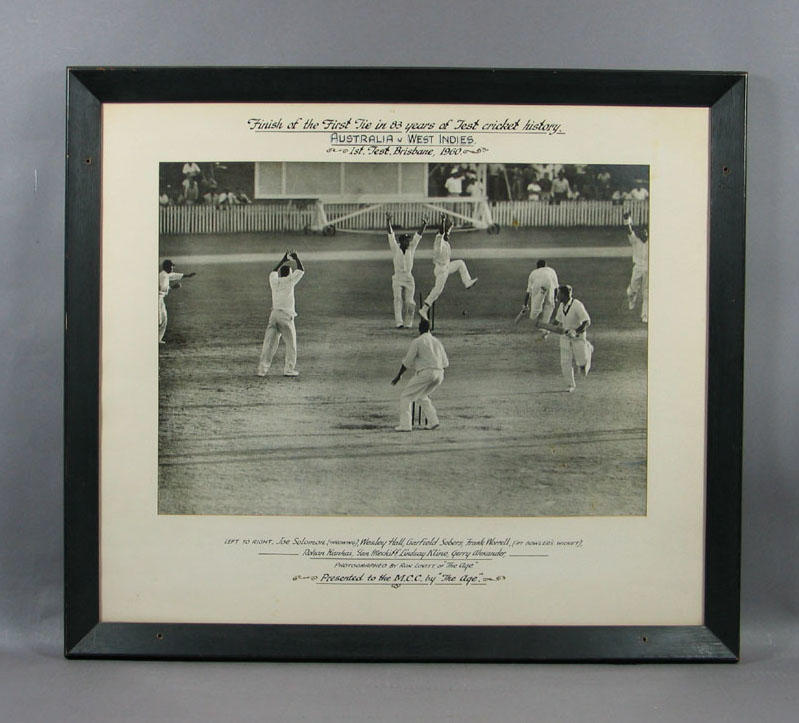 Finish of the First Tie in 83 years of Test cricket history.
AUSTRALIA v WEST INDIES.
1st. Test, Brisbane, 1960.
LEFT TO RIGHT, Joe Solomon, (THROWING), Wesley Hall, Garfield Sobers, Frank Worrell, (AT BOWLER'S WICKET),
Rohan Kanhai, Ian Meckiff, Lindsay Kline, Gerry Alexander.
PHOTOGRAPHED BY RON LOVITT OF "The Age"
Presented to the M.C.C. by "The Age".